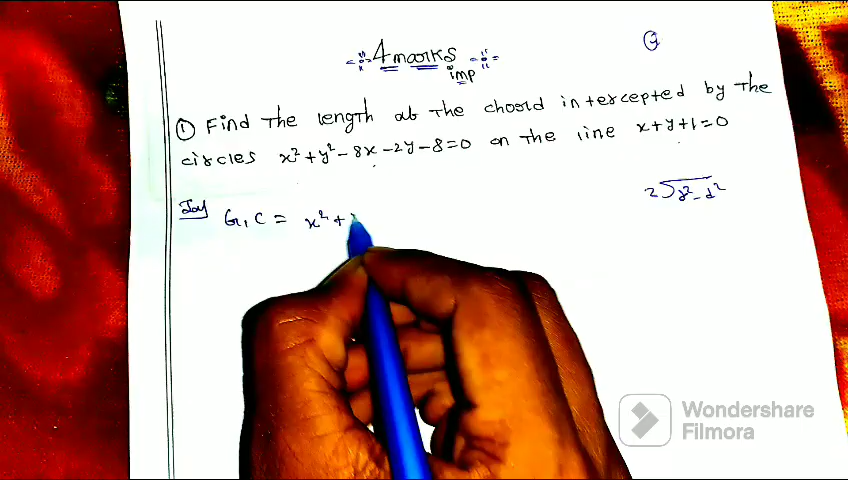 4 marks
imp
① Find the length ob the chord intercepted by the
circles x² + y² - 8x - 2y - 8 = 0 on the line x + y + 1 = 0
2√r² - d²
Sol G, C = x² +
Wondershare
Filmora